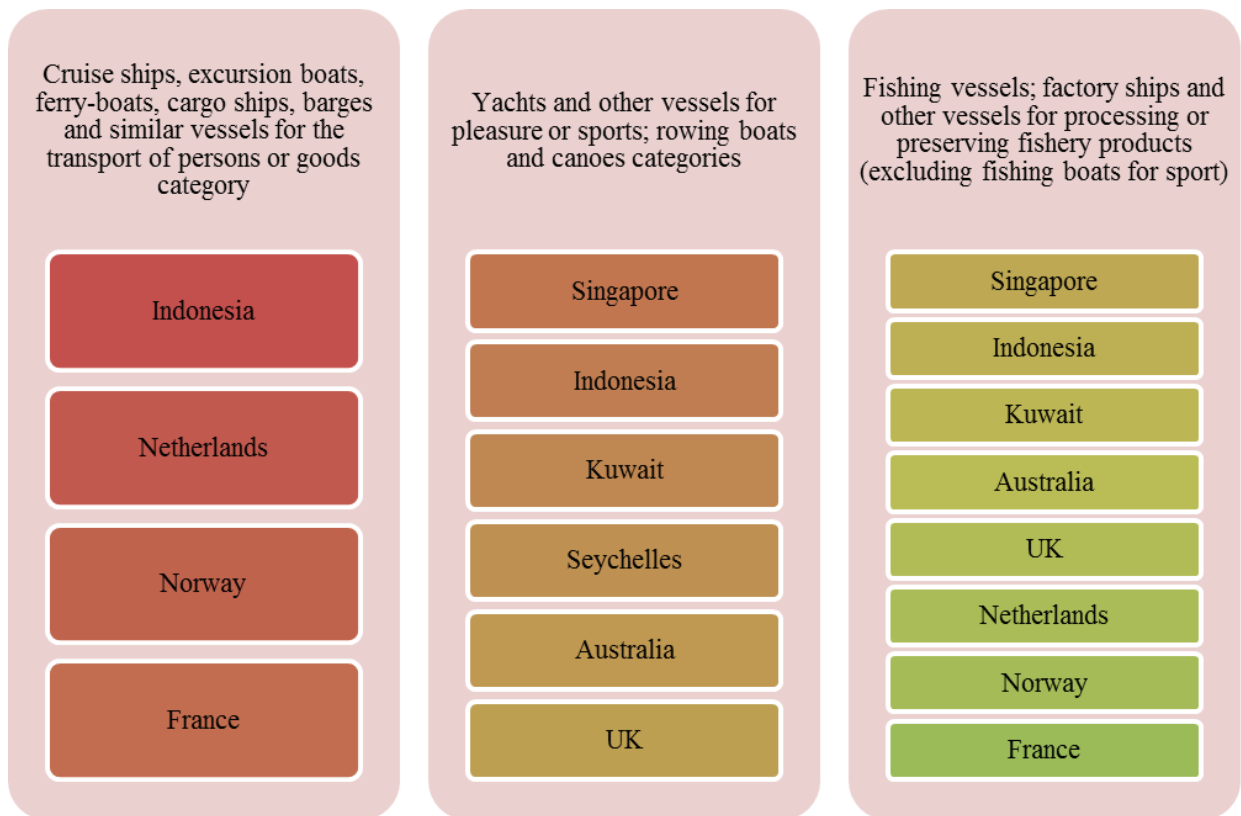 Cruise ships, excursion boats,
ferry-boats, cargo ships, barges
and similar vessels for the
transport of persons or goods
category
Indonesia
Netherlands
Norway
France
Yachts and other vessels for
pleasure or sports; rowing boats
and canoes categories
Singapore
Indonesia
Kuwait
Seychelles
Australia
UK
Fishing vessels; factory ships and
other vessels for processing or
preserving fishery products
(excluding fishing boats for sport)
Singapore
Indonesia
Kuwait
Australia
UK
Netherlands
Norway
France